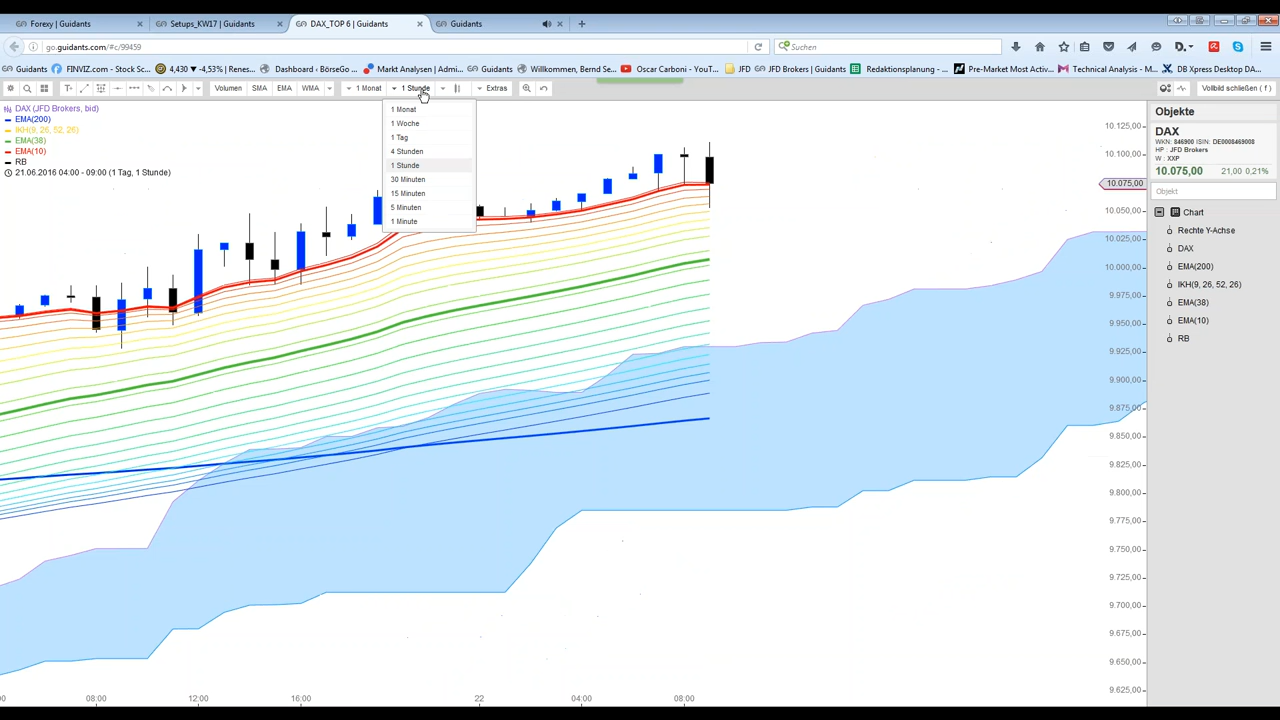 Forexy | Guidants
Setups_KW17 | Guidants
DAX_TOP 6 | Guidants
Guidants
go.guidants.com/#c/99459
Suchen
Guidants
FINVIZ.com - Stock Sc...
4,430 ▾ -4,53% | Renes...
Dashboard ‹ BörseGo ...
Markt Analysen | Admi...
Guidants
Willkommen, Bernd Se...
Oscar Carboni - YouT...
JFD
JFD Brokers | Guidants
Pre-Market Most Activ...
Technical Analysis - M...
DB Xpress Desktop DA...
Volumen
SMA
EMA
WMA
1 Monat
1 Stunde
Extras
Vollbild schließen ( f )
DAX (JFD Brokers, bid)
EMA(200)
IKH(9, 26, 52, 26)
EMA(38)
EMA(10)
RB
21.06.2016 04:00 - 09:00 (1 Tag, 1 Stunde)
1 Monat
1 Woche
1 Tag
4 Stunden
1 Stunde
30 Minuten
15 Minuten
5 Minuten
1 Minute
10.125,00
10.100,00
10.075,00
10.050,00
10.025,00
10.000,00
9.975,00
9.950,00
9.925,00
9.900,00
9.875,00
9.850,00
9.825,00
9.800,00
9.775,00
9.750,00
9.725,00
9.700,00
9.675,00
9.650,00
9.625,00
08:00
12:00
16:00
22
04:00
08:00
Objekte
DAX
WKN: 846900 ISIN: DE0008469008
HP : JFD Brokers
W : XXP
10.075,00
21,00 0,21%
Objekt
Chart
Rechte Y-Achse
DAX
EMA(200)
IKH(9, 26, 52, 26)
EMA(38)
EMA(10)
RB